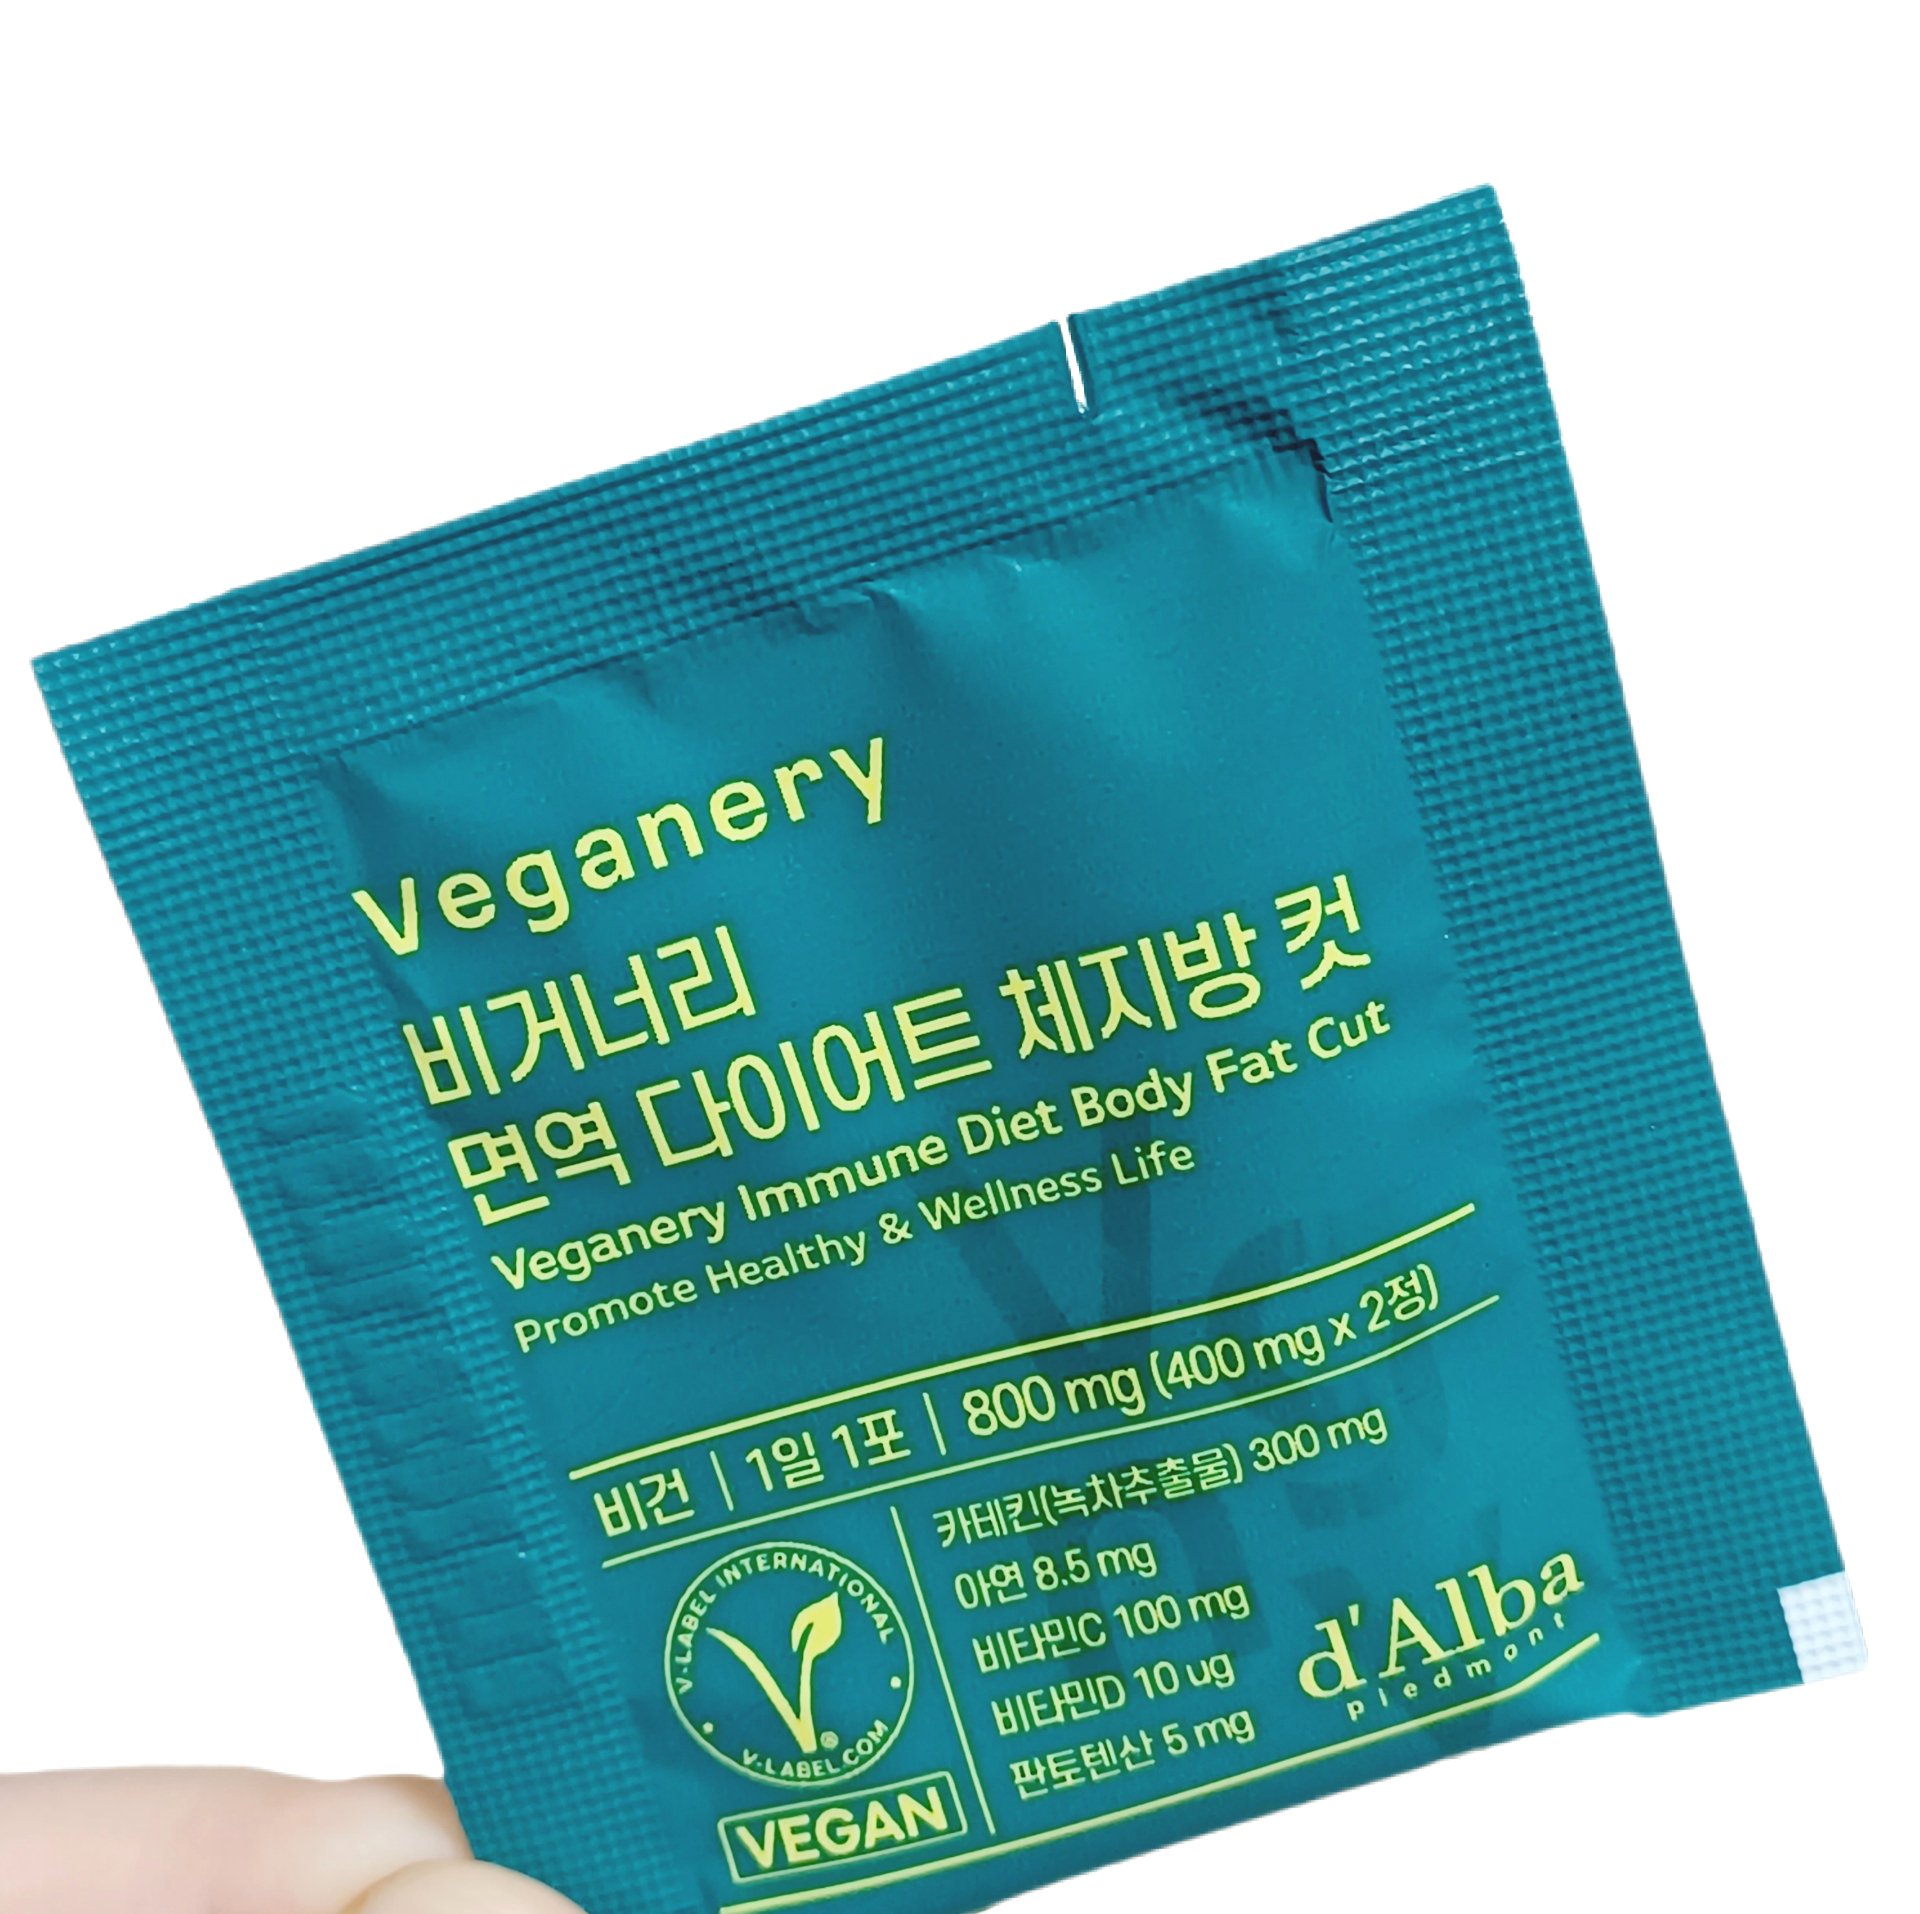 Veganery
비거너리
면역 다이어트 체지방 컷
Veganery Immune Diet Body Fat Cut
Promote Healthy & Wellness Life
비건 | 1일 1포 | 800 mg (400 mg x 2정)
V-LABEL INTERNATIONAL
V-LABEL.COM
®
VEGAN
카테킨(녹차추출물) 300 mg
아연 8.5 mg
비타민C 100 mg
비타민D 10 ug
판토텐산 5 mg
d'Alba
piedmont